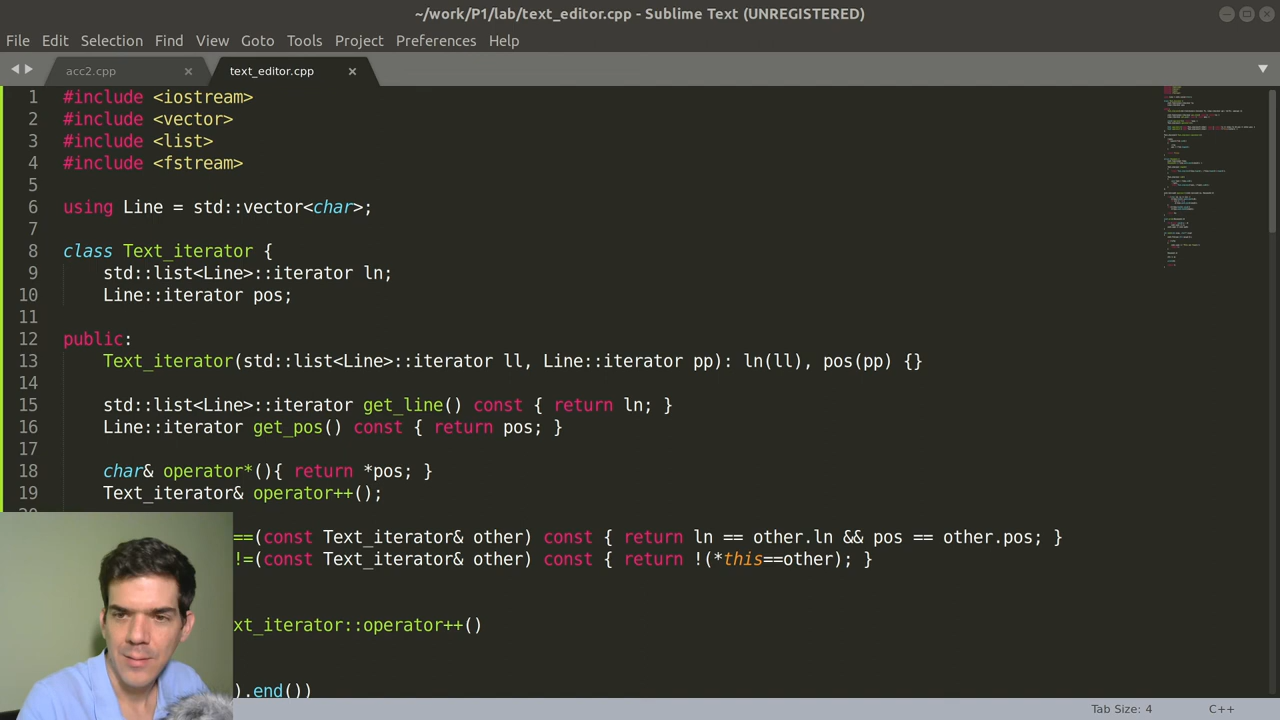 ~/work/P1/lab/text_editor.cpp - Sublime Text (UNREGISTERED)
File Edit Selection Find View Goto Tools Project Preferences Help
acc2.cpp text_editor.cpp
1 #include <iostream>
2 #include <vector>
3 #include <list>
4 #include <fstream>
5
6 using Line = std::vector<char>;
7
8 class Text_iterator {
9 std::list<Line>::iterator ln;
10 Line::iterator pos;
11
12 public:
13 Text_iterator(std::list<Line>::iterator ll, Line::iterator pp): ln(ll), pos(pp) {}
14
15 std::list<Line>::iterator get_line() const { return ln; }
16 Line::iterator get_pos() const { return pos; }
17
18 char& operator*(){ return *pos; }
19 Text_iterator& operator++();
==(const Text_iterator& other) const { return ln == other.ln && pos == other.pos; }
!=(const Text_iterator& other) const { return !(*this==other); }
xt_iterator::operator++()
).end())
Tab Size: 4 C++